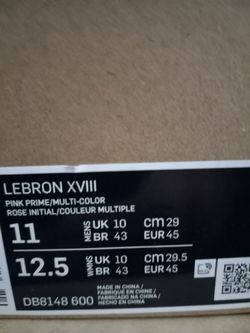 LEBRON XVIII
PINK PRIME/MULTI-COLOR
ROSE INITIAL/COULEUR MULTIPLE
11 MENS UK 10 CM 29
BR 43 EUR 45
12.5 WMNS UK 10 CM 29.5
BR 43 EUR 45
DB8148 600
MADE IN CHINA/
FABRIQUÉ EN CHINE/
FABRICADO NA CHINA/
HECHO EN CHINA